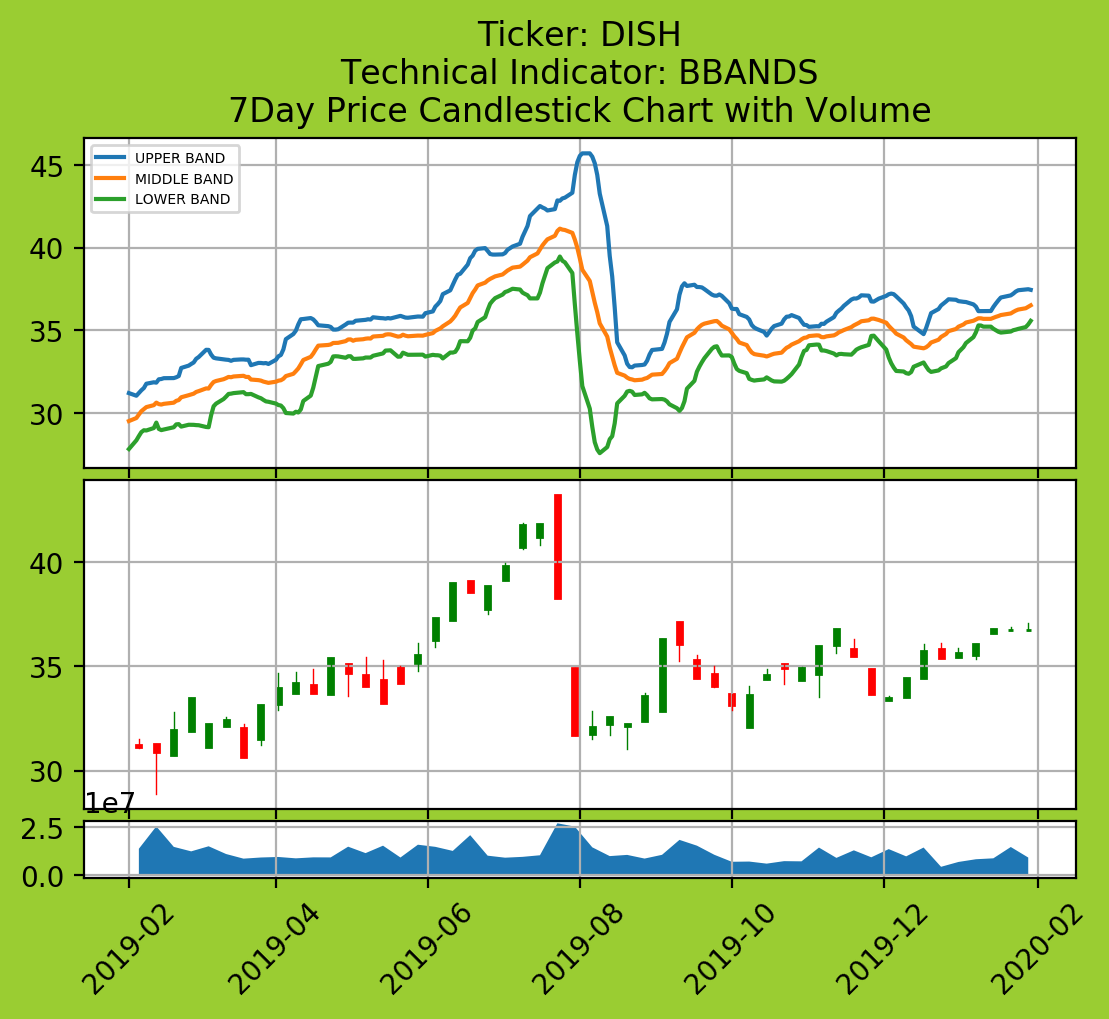 Ticker: DISH
Technical Indicator: BBANDS
7Day Price Candlestick Chart with Volume
UPPER BAND
MIDDLE BAND
LOWER BAND
45
40
35
30
40
35
30
1e7
2.5
0.0
2019-02
2019-04
2019-06
2019-08
2019-10
2019-12
2020-02